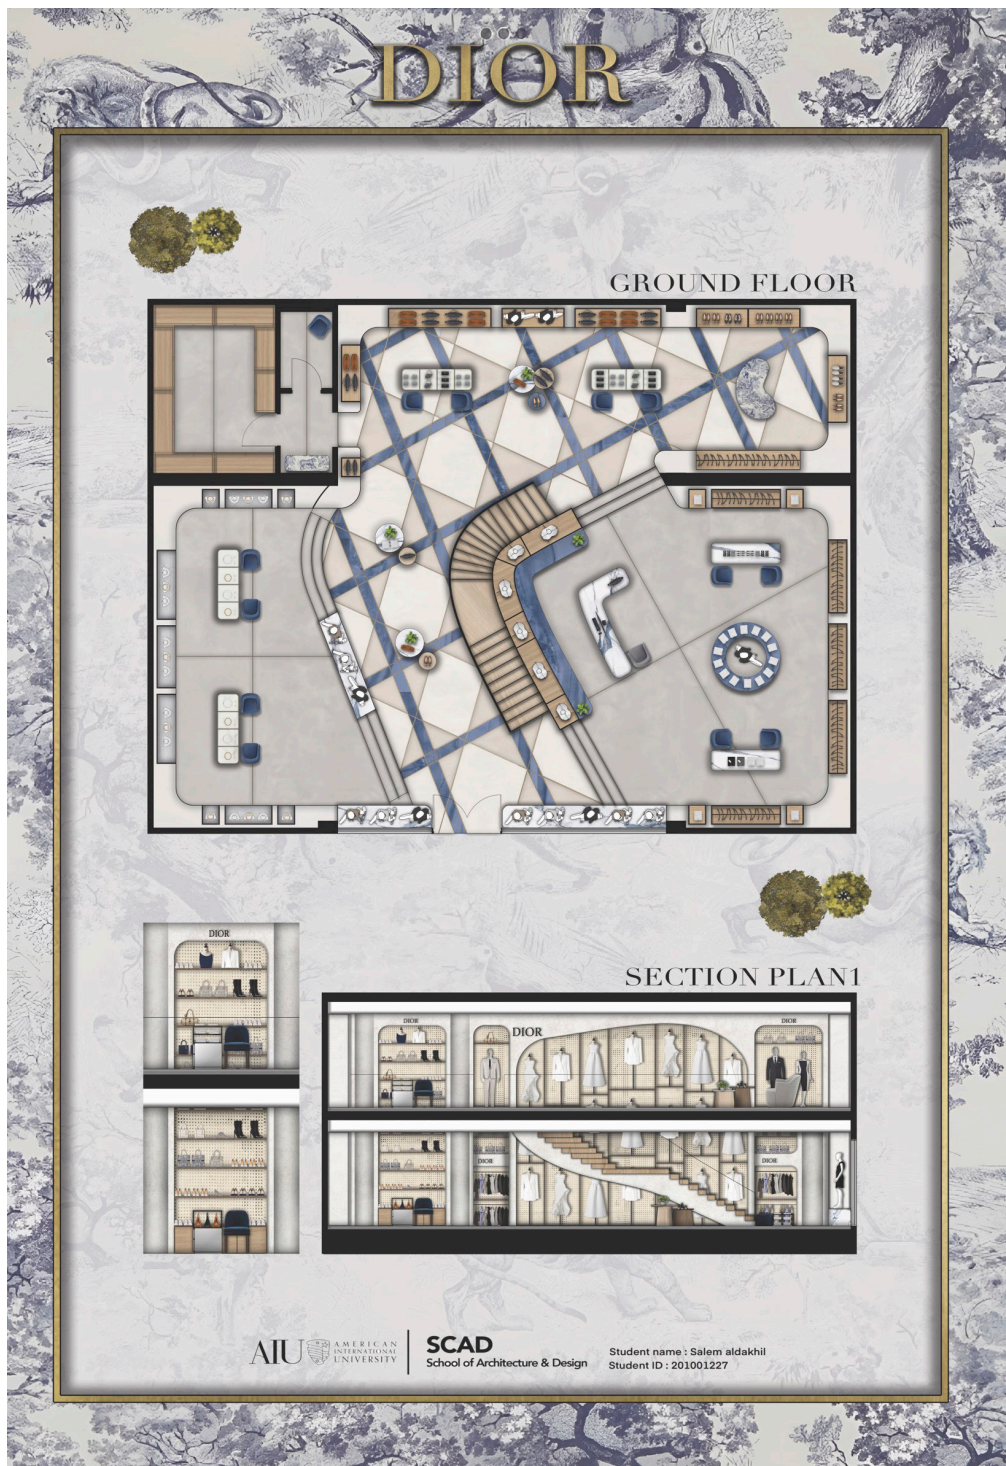 DIÖR
GROUND FLOOR
DIOR
SECTION PLAN1
DIOR
DIOR
DIOR
DIOR
DIOR
AIU AMERICAN INTERNATIONAL UNIVERSITY
SCAD
School of Architecture & Design
Student name : Salem aldakhil
Student ID : 201001227